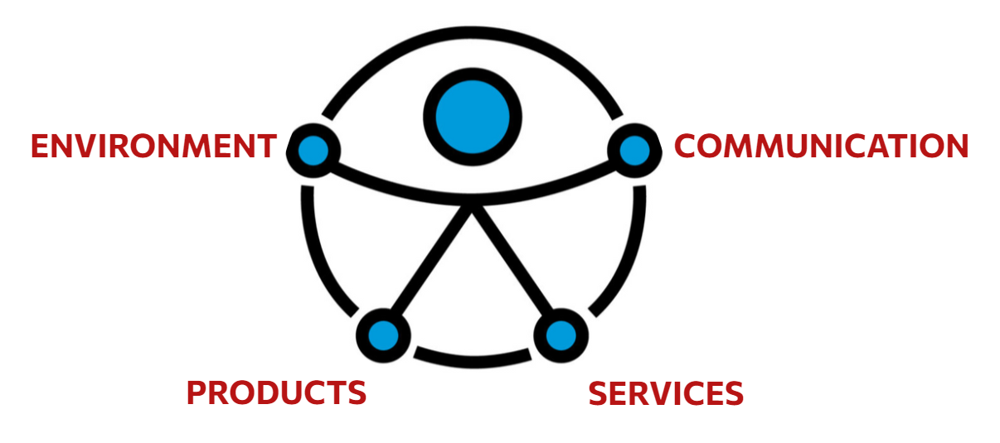 ENVIRONMENT
COMMUNICATION
PRODUCTS
SERVICES